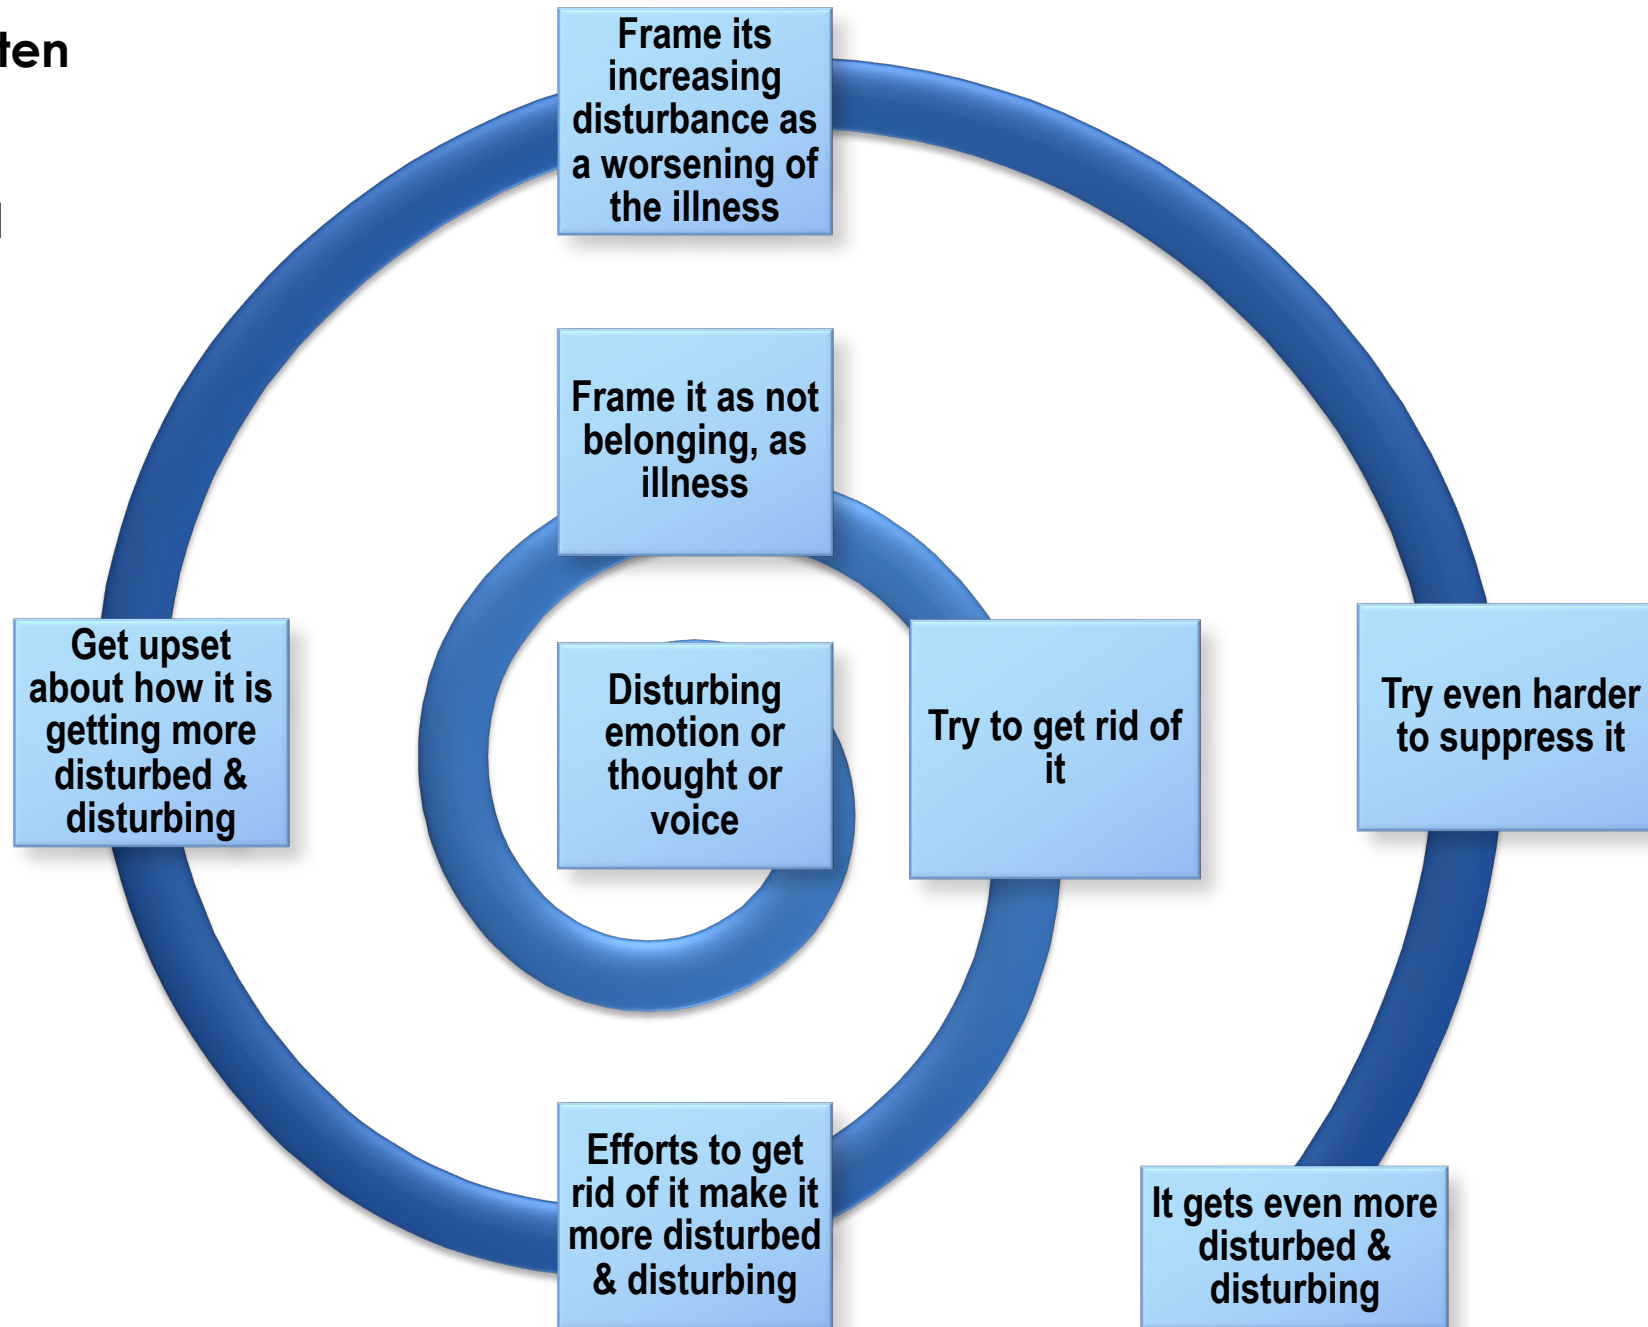 Frame its
increasing
disturbance as
a worsening of
the illness
Frame it as not
belonging, as
illness
Get upset
about how it is
getting more
disturbed &
disturbing
Disturbing
emotion or
thought or
voice
Try to get rid of
it
Try even harder
to suppress it
Efforts to get
rid of it make it
more disturbed
& disturbing
It gets even more
disturbed &
disturbing